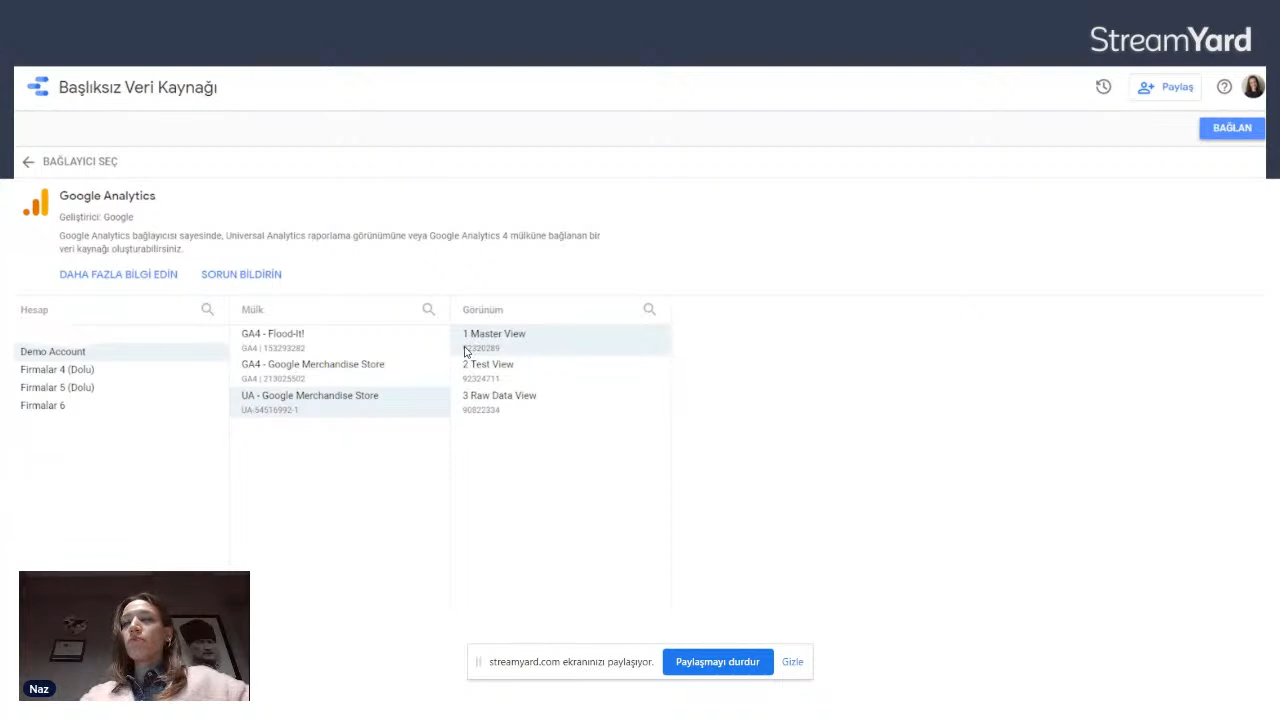 StreamYard
Başlıksız Veri Kaynağı
Paylaş
BAĞLAN
BAĞLAYICI SEÇ
Google Analytics
Geliştirici: Google
Google Analytics bağlayıcısı sayesinde, Universal Analytics raporlama görünümüne veya Google Analytics 4 mülküne bağlanan bir
veri kaynağı oluşturabilirsiniz.
DAHA FAZLA BİLGİ EDİN SORUN BİLDİRİN
Hesap
Demo Account
Firmalar 4 (Dolu)
Firmalar 5 (Dolu)
Firmalar 6
Mülk
GA4 - Flood-It!
GA4 | 153293282
GA4 - Google Merchandise Store
GA4 | 213025502
UA - Google Merchandise Store
UA-54516992-1
Görünüm
1 Master View
2 Test View
92324711
3 Raw Data View
90822334
Naz
streamyard.com ekranınızı paylaşıyor.
Paylaşmayı durdur
Gizle